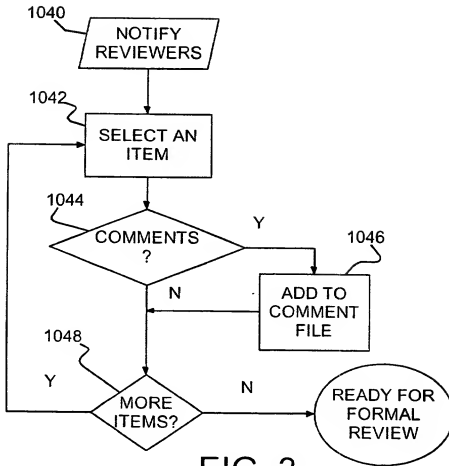 1040
NOTIFY
REVIEWERS
1042
SELECT AN
ITEM
1044
COMMENTS
?
Y
1046
N
ADD TO
COMMENT
FILE
1048
Y
MORE
ITEMS?
N
READY FOR
FORMAL
REVIEW